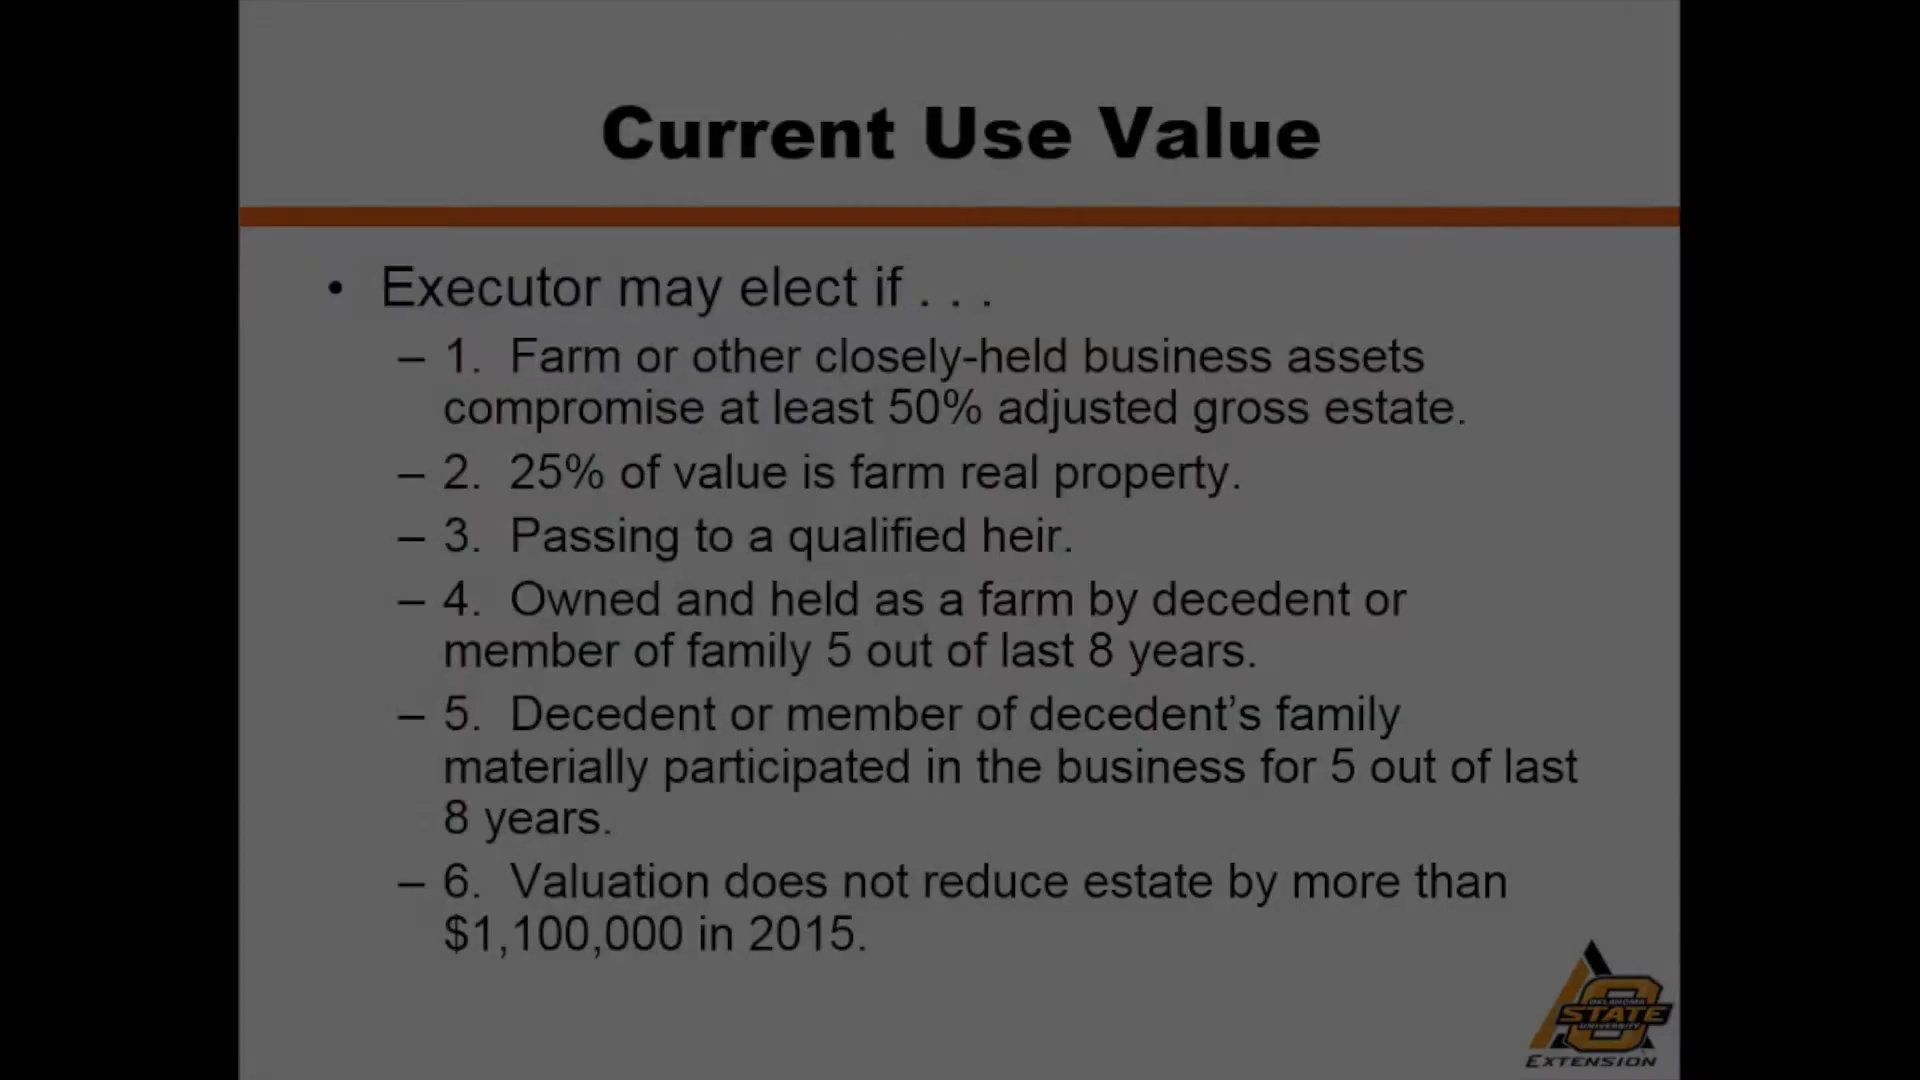 Current Use Value
• Executor may elect if . . .
– 1. Farm or other closely-held business assets
compromise at least 50% adjusted gross estate.
– 2. 25% of value is farm real property.
– 3. Passing to a qualified heir.
– 4. Owned and held as a farm by decedent or
member of family 5 out of last 8 years.
– 5. Decedent or member of decedent’s family
materially participated in the business for 5 out of last
8 years.
– 6. Valuation does not reduce estate by more than
$1,100,000 in 2015.
OKLAHOMA
STATE
UNIVERSITY
EXTENSION